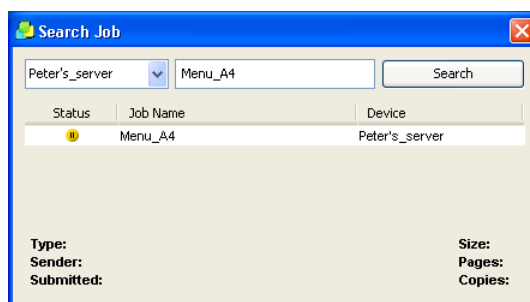 Search Job
Peter's_server Menu_A4 Search
Status Job Name Device
Menu_A4 Peter's_server
Type: Size:
Sender: Pages:
Submitted: Copies: